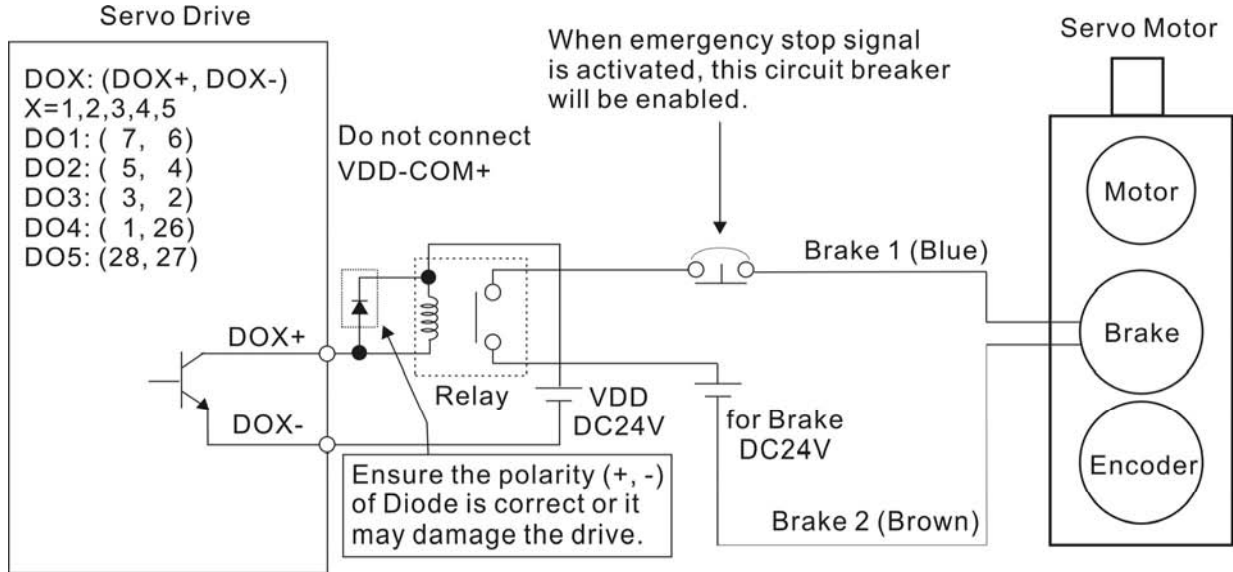 Servo Drive
DOX: (DOX+, DOX-)
X=1,2,3,4,5
DO1: ( 7, 6)
DO2: ( 5, 4)
DO3: ( 3, 2)
DO4: ( 1, 26)
DO5: (28, 27)
Do not connect
VDD-COM+
When emergency stop signal
is activated, this circuit breaker
will be enabled.
Servo Motor
Motor
Brake 1 (Blue)
Brake
DOX+
Relay
VDD
DC24V
DOX-
for Brake
DC24V
Encoder
Ensure the polarity (+, -)
of Diode is correct or it
may damage the drive.
Brake 2 (Brown)